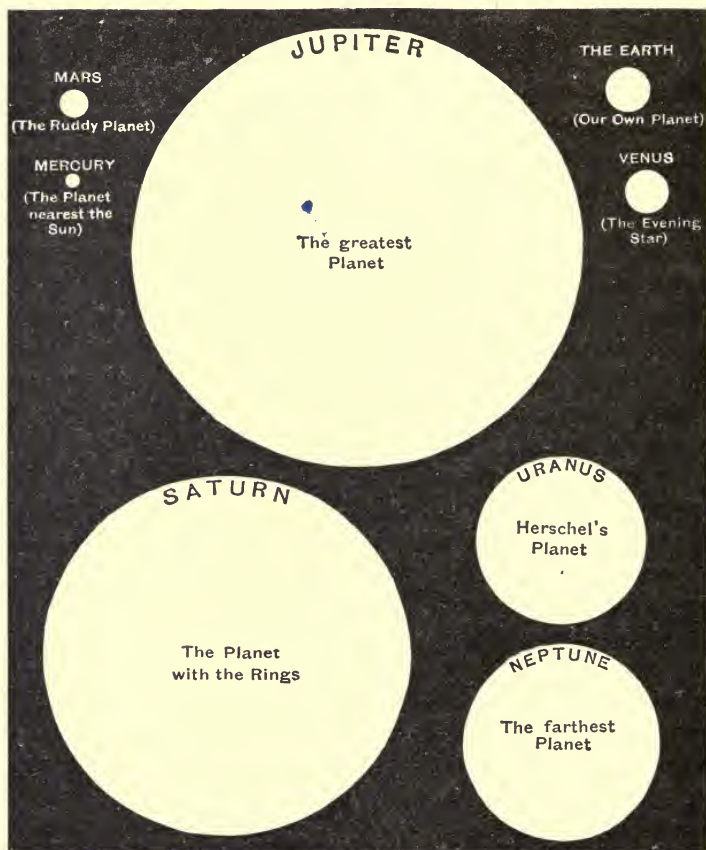 JUPITER
The greatest
Planet
MARS
(The Ruddy Planet)
MERCURY
(The Planet
nearest the
Sun)
THE EARTH
(Our Own Planet)
VENUS
(The Evening
Star)
SATURN
The Planet
with the Rings
URANUS
Herschel's
Planet
NEPTUNE
The farthest
Planet